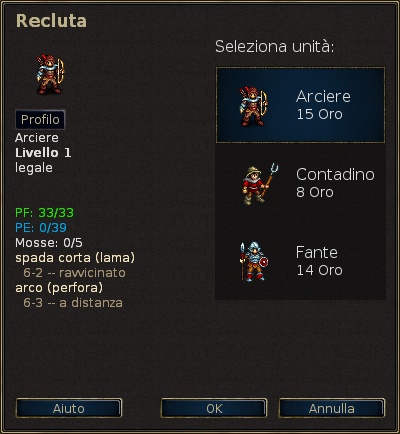 Recluta
Seleziona unità:
Profilo
Arciere
Livello 1
legale
PF: 33/33
PE: 0/39
Mosse: 0/5
spada corta (lama)
6-2 -- ravvicinato
arco (perfora)
6-3 -- a distanza
Arciere
15 Oro
Contadino
8 Oro
Fante
14 Oro
Aiuto
OK
Annulla